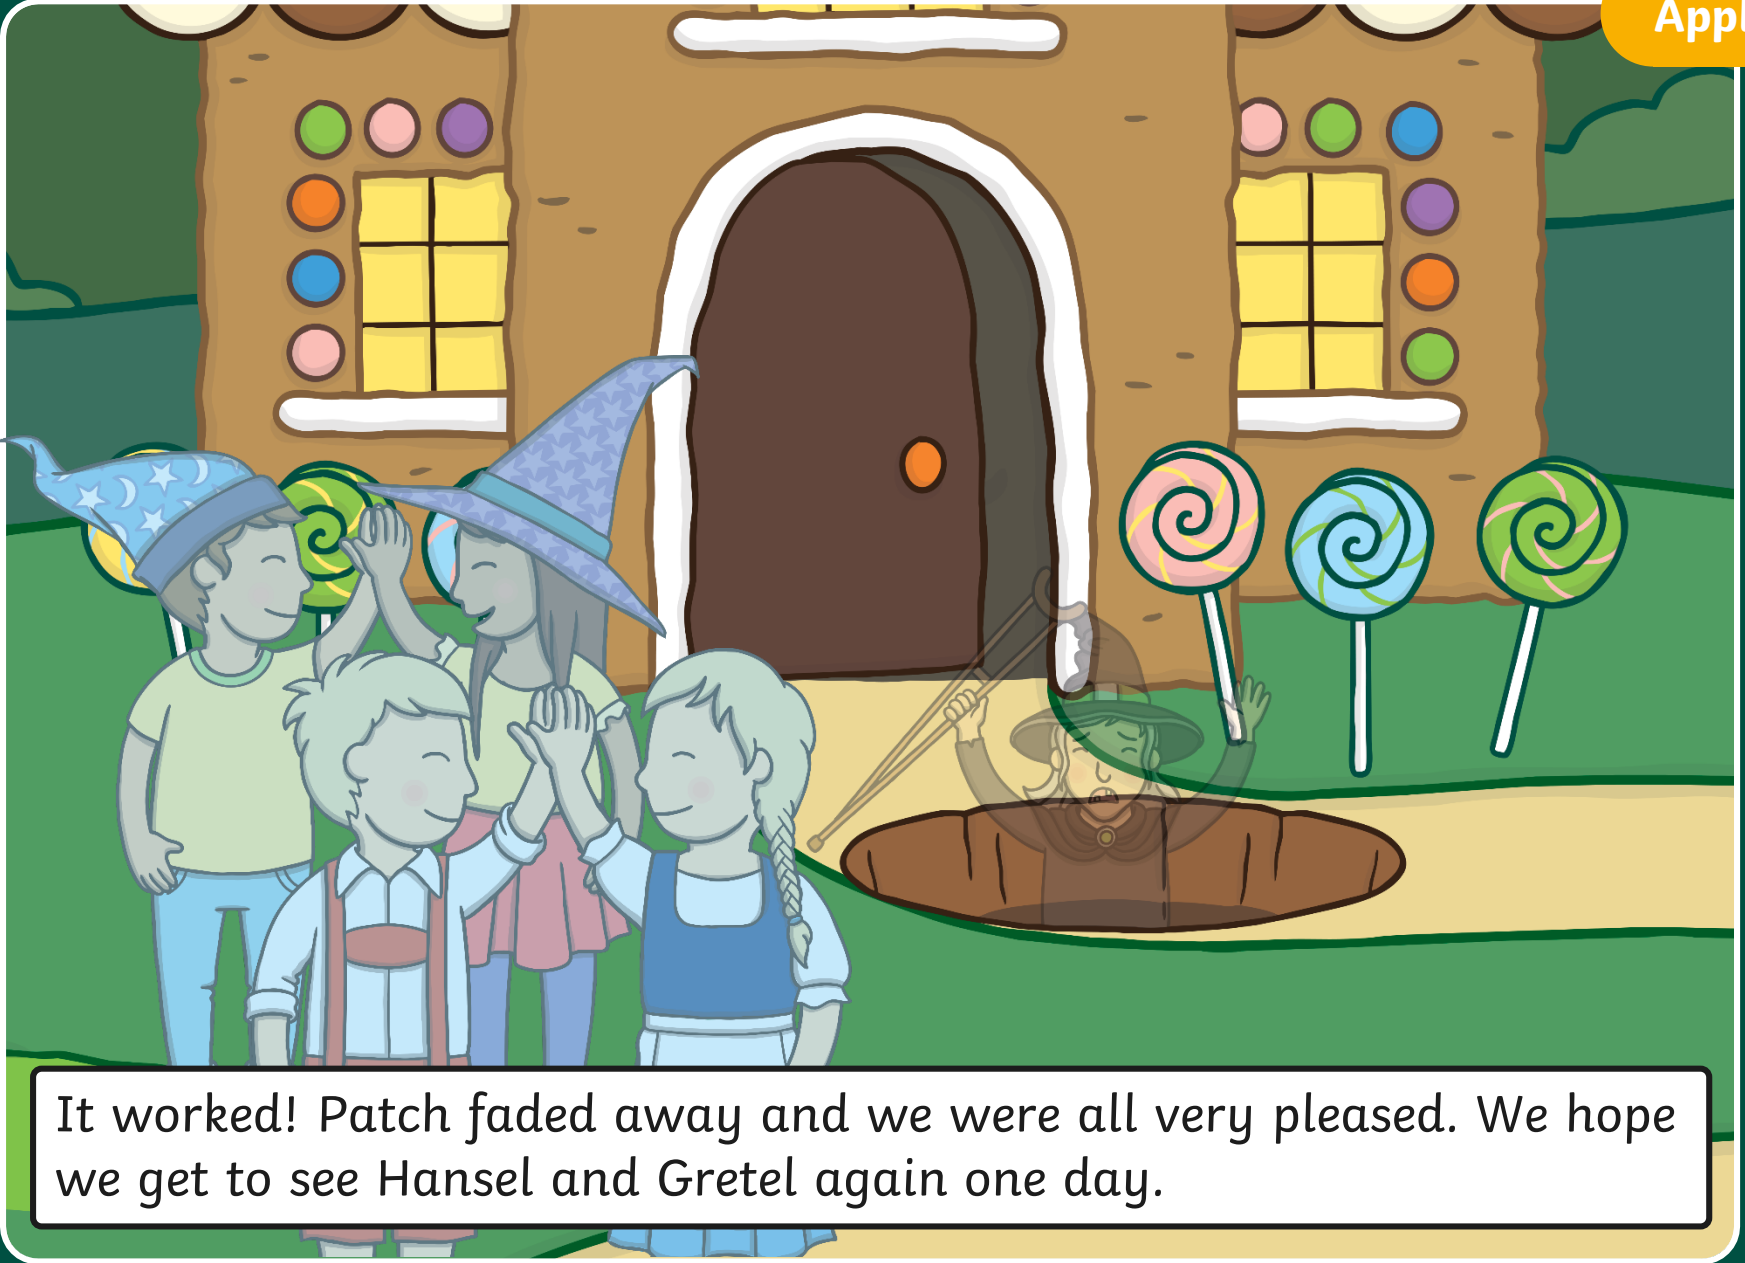 Appl
It worked! Patch faded away and we were all very pleased. We hope
we get to see Hansel and Gretel again one day.